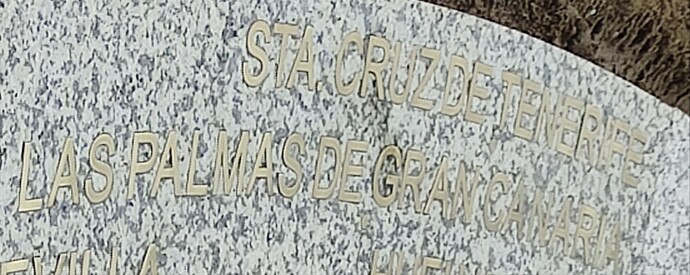 STA. CRUZ DE TENERIFE
LAS PALMAS DE GRAN CANARIA